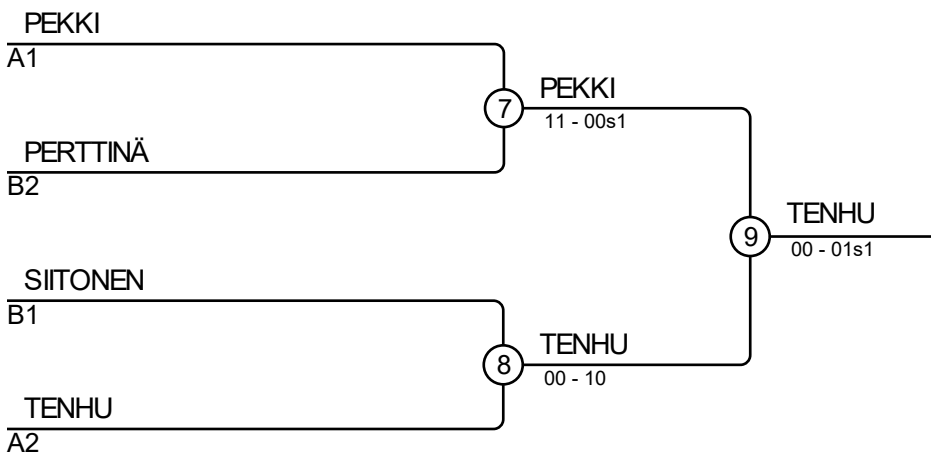 PEKKI
A1
7
PEKKI
11 - 00s1
PERTTINÄ
B2
9
TENHU
00 - 01s1
SIITONEN
B1
8
TENHU
00 - 10
TENHU
A2